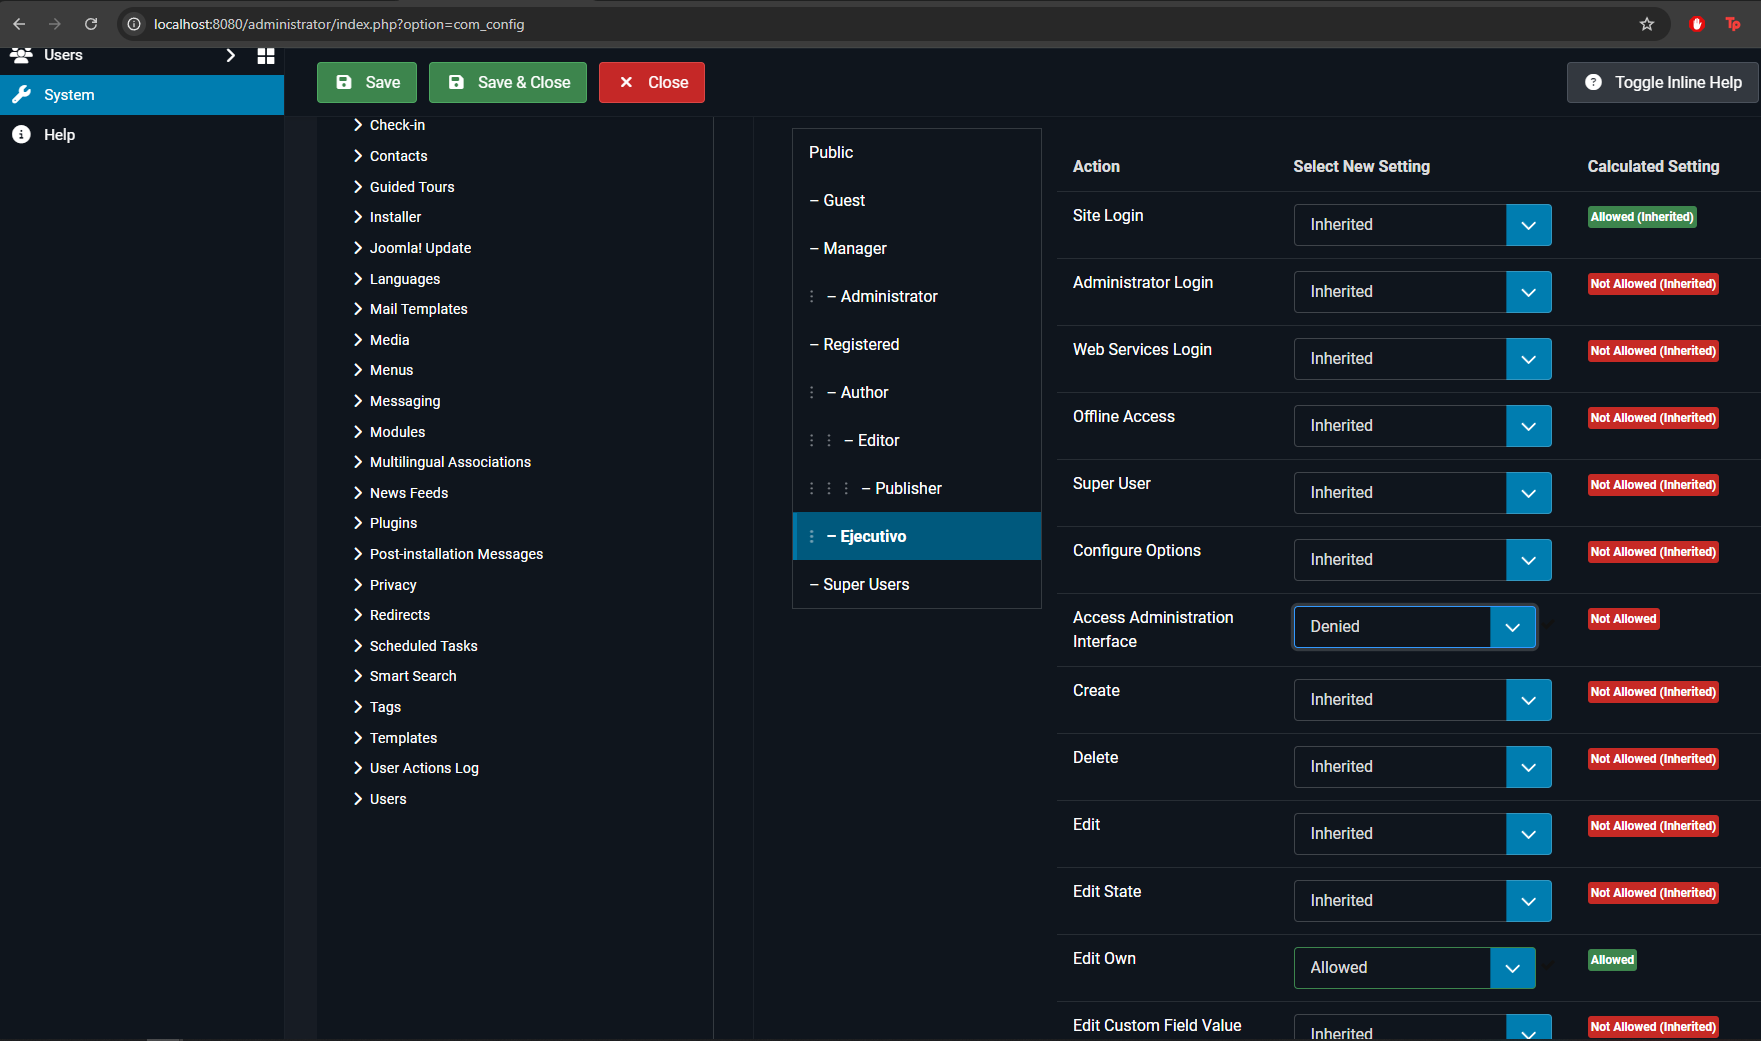 localhost:8080/administrator/index.php?option=com_config
Tp
Users
System
Help
Save
Save & Close
Close
Toggle Inline Help
Check-in
Contacts
Guided Tours
Installer
Joomla! Update
Languages
Mail Templates
Media
Menus
Messaging
Modules
Multilingual Associations
News Feeds
Plugins
Post-installation Messages
Privacy
Redirects
Scheduled Tasks
Smart Search
Tags
Templates
User Actions Log
Users
Public
– Guest
– Manager
– Administrator
– Registered
– Author
– Editor
– Publisher
– Ejecutivo
– Super Users
Action Select New Setting Calculated Setting
Site Login Inherited Allowed (Inherited)
Administrator Login Inherited Not Allowed (Inherited)
Web Services Login Inherited Not Allowed (Inherited)
Offline Access Inherited Not Allowed (Inherited)
Super User Inherited Not Allowed (Inherited)
Configure Options Inherited Not Allowed (Inherited)
Access Administration
Interface Denied Not Allowed
Create Inherited Not Allowed (Inherited)
Delete Inherited Not Allowed (Inherited)
Edit Inherited Not Allowed (Inherited)
Edit State Inherited Not Allowed (Inherited)
Edit Own Allowed Allowed
Edit Custom Field Value Inherited Not Allowed (Inherited)